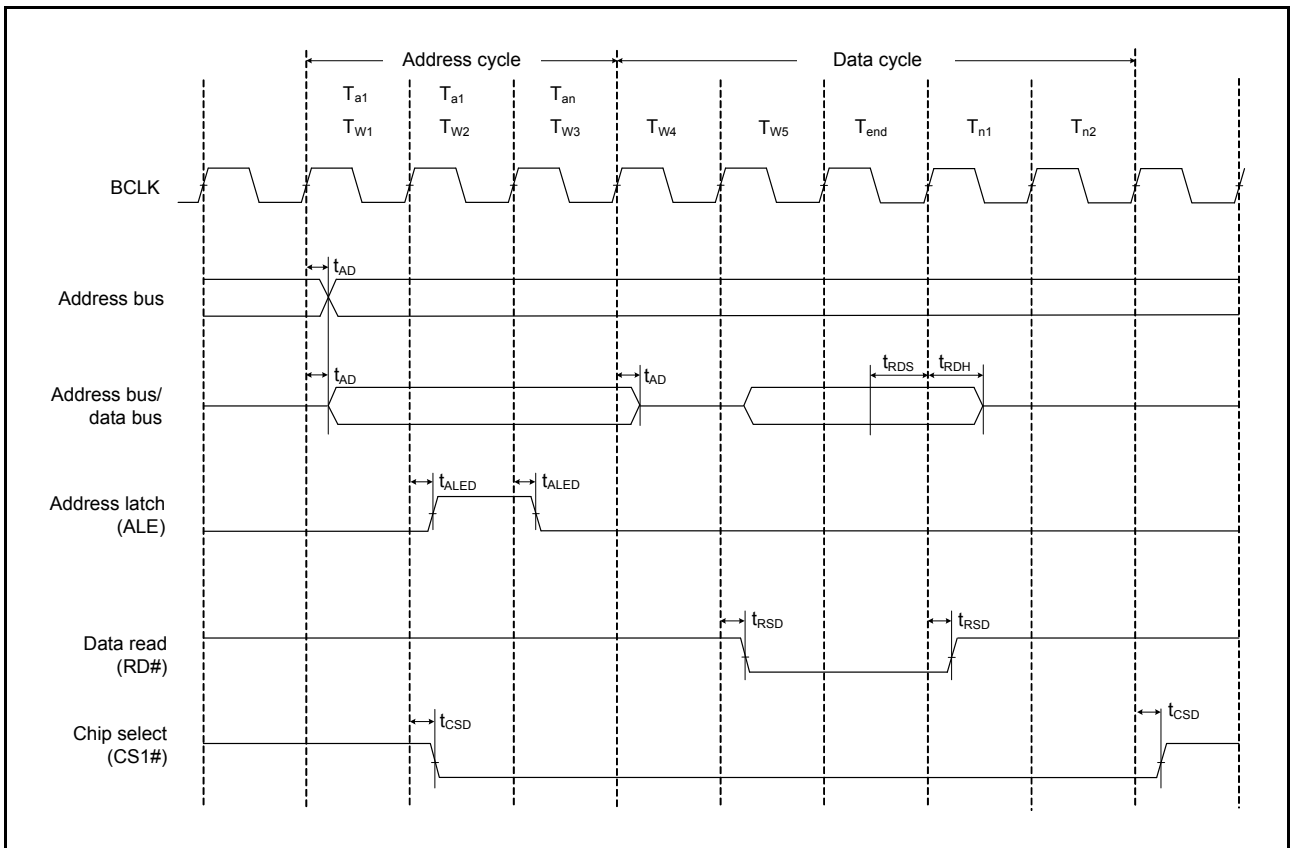 Address cycle Data cycle
Ta1 Ta1 Tan
TW1 TW2 TW3 TW4 TW5 Tend Tn1 Tn2
BCLK
tAD
Address bus
tRDS tRDH
tAD tAD
Address bus/
data bus
tALED tALED
Address latch
(ALE)
tRSD tRSD
Data read
(RD#)
tCSD tCSD
Chip select
(CS1#)